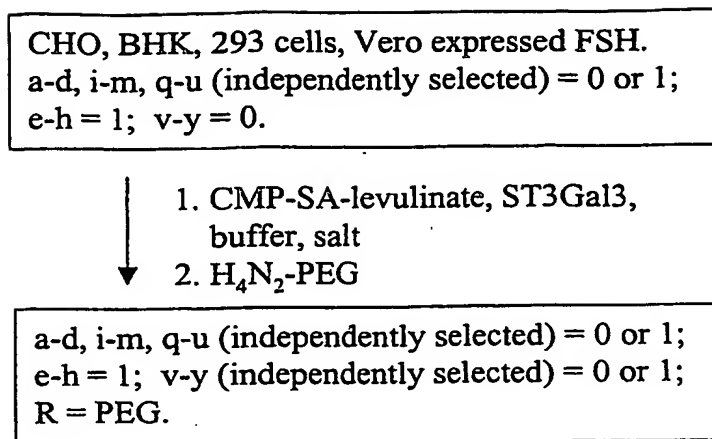 CHO, BHK, 293 cells, Vero expressed FSH.
a-d, i-m, q-u (independently selected) = 0 or 1;
e-h = 1; v-y = 0.
1. CMP-SA-levulinate, ST3Gal3,
buffer, salt
2. H₄N₂-PEG
a-d, i-m, q-u (independently selected) = 0 or 1;
e-h = 1; v-y (independently selected) = 0 or 1;
R = PEG.